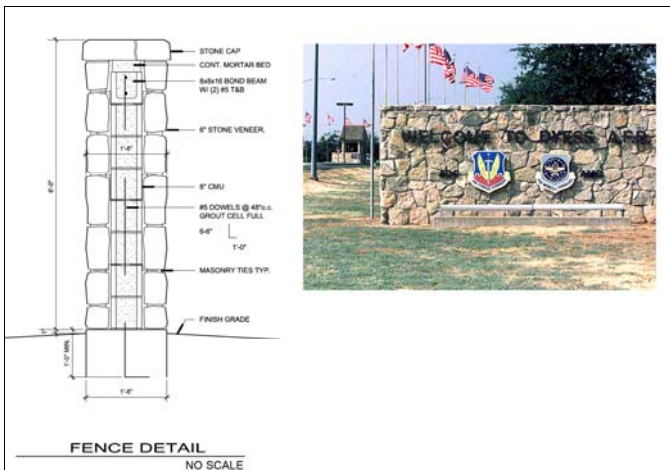 STONE CAP
CONT. MORTAR BED
8x8x16 BOND BEAM
W/ (2) #5 T&B
6" STONE VENEER.
1'-8"
8" CMU
#5 DOWELS @ 48"o.c.
GROUT CELL FULL
6-6"
1'-0"
MASONRY TIES TYP.
FINISH GRADE
6'-0"
1'-0" MIN.
1'-8"
FENCE DETAIL
NO SCALE
WELCOME TO DYESS AFB